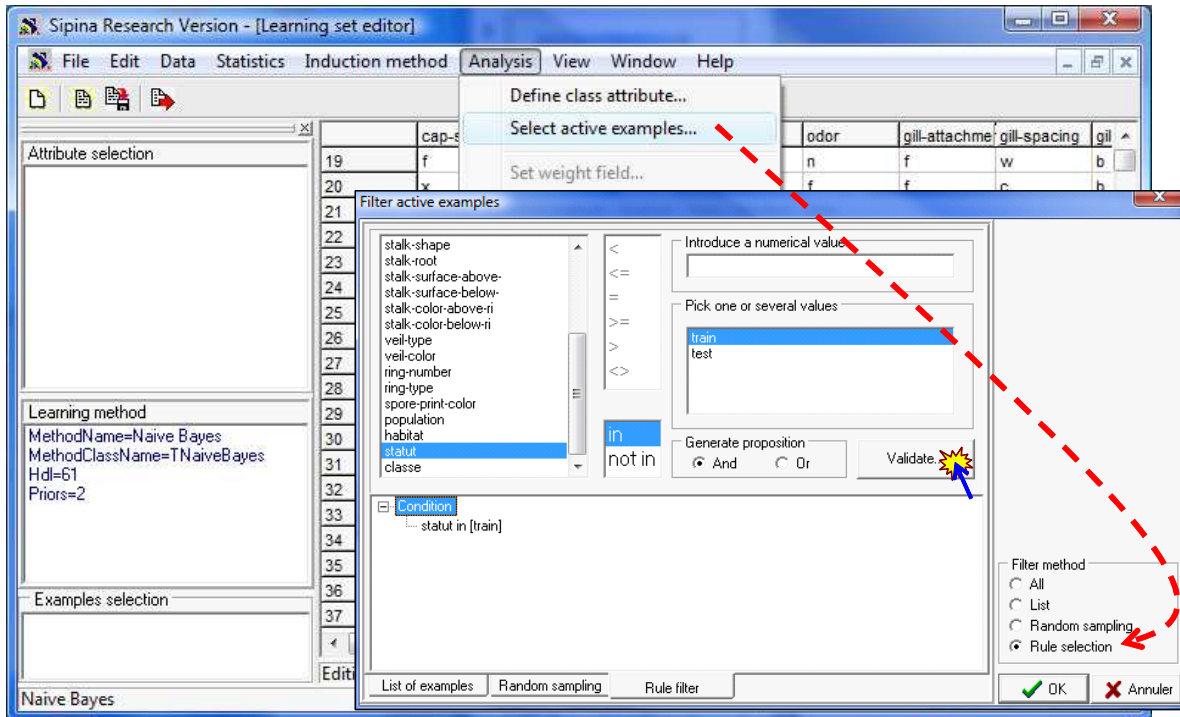 Sipina Research Version - [Learning set editor]
File Edit Data Statistics Induction method Analysis View Window Help
Define class attribute...
Select active examples...
Set weight field...
Attribute selection
cap-s odor gill-attachme gill-spacing gil
19 f n f w b
20 x f f c b
21
22
23
24
25
26
27
28
29
30
31
32
33
34
35
36
37
Learning method
MethodName=Naive Bayes
MethodClassName=TNaiveBayes
Hdl=61
Priors=2
Examples selection
Editi
Naive Bayes
Filter active examples
stalk-shape
stalk-root
stalk-surface-above-
stalk-surface-below-
stalk-color-above-ri
stalk-color-below-ri
veil-type
veil-color
ring-number
ring-type
spore-print-color
population
habitat
statut
classe
<
<=
=
>=
>
<>
in
not in
Introduce a numerical value
Pick one or several values
train
test
Generate proposition
And Or
Validate..
Condition
statut in [train]
List of examples Random sampling Rule filter
Filter method
All
List
Random sampling
Rule selection
OK Annuler